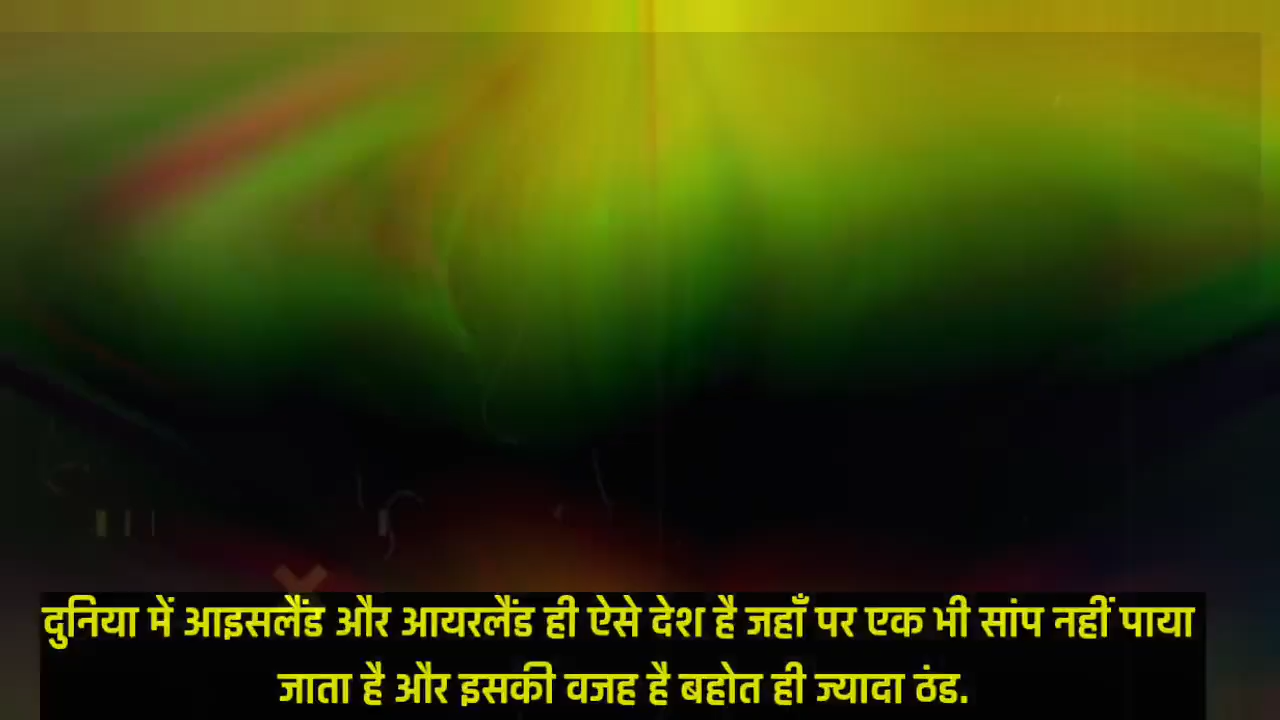 दुनिया में आइसलैंड और आयरलैंड ही ऐसे देश है जहाँ पर एक भी सांप नहीं पाया
जाता है और इसकी वजह है बहोत ही ज्यादा ठंड.